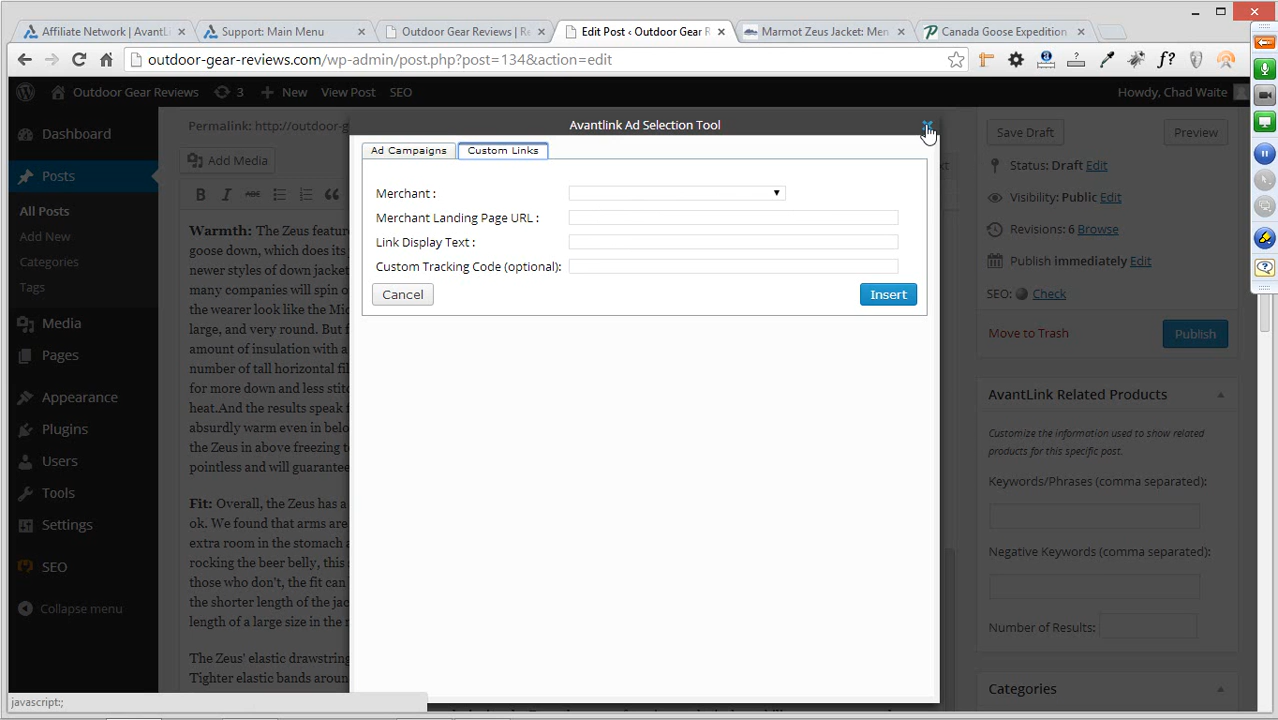 Affiliate Network | AvantL
Support: Main Menu
Outdoor Gear Reviews | R
Edit Post ‹ Outdoor Gear R
Marmot Zeus Jacket: Men
Canada Goose Expedition
outdoor-gear-reviews.com/wp-admin/post.php?post=134&action=edit
f?
Outdoor Gear Reviews
3
New
View Post
SEO
Howdy, Chad Waite
Dashboard
Posts
All Posts
Add New
Categories
Tags
Media
Pages
Appearance
Plugins
Users
Tools
Settings
SEO
Collapse menu
Permalink: http://outdoor-g
Add Media
B I ABC
Warmth: The Zeus featur
goose down, which does its
never styles of down jacket
many companies will spin o
the wearer look like the Mic
large, and very round. But f
amount of insulation with a
number of tall horizontal fil
for more down and less stitc
heat.And the results speak f
absurdly warm even in belo
the Zeus in above freezing t
pointless and will guarantee
Fit: Overall, the Zeus has a
ok. We found that arms are
extra room in the stomach a
rocking the beer belly, this
those who don't, the fit can
the shorter length of the jac
length of a large size in the r
The Zeus' elastic drawstring
Tighter elastic bands aroun
Avantlink Ad Selection Tool
Ad Campaigns
Custom Links
Merchant :
Merchant Landing Page URL :
Link Display Text :
Custom Tracking Code (optional):
Cancel
Insert
Save Draft
Preview
Status: Draft Edit
Visibility: Public Edit
Revisions: 6 Browse
Publish immediately Edit
SEO: Check
Move to Trash
Publish
AvantLink Related Products
Customize the information used to show related
products for this specific post.
Keywords/Phrases (comma separated):
Negative Keywords (comma separated):
Number of Results:
Categories
javascript:;